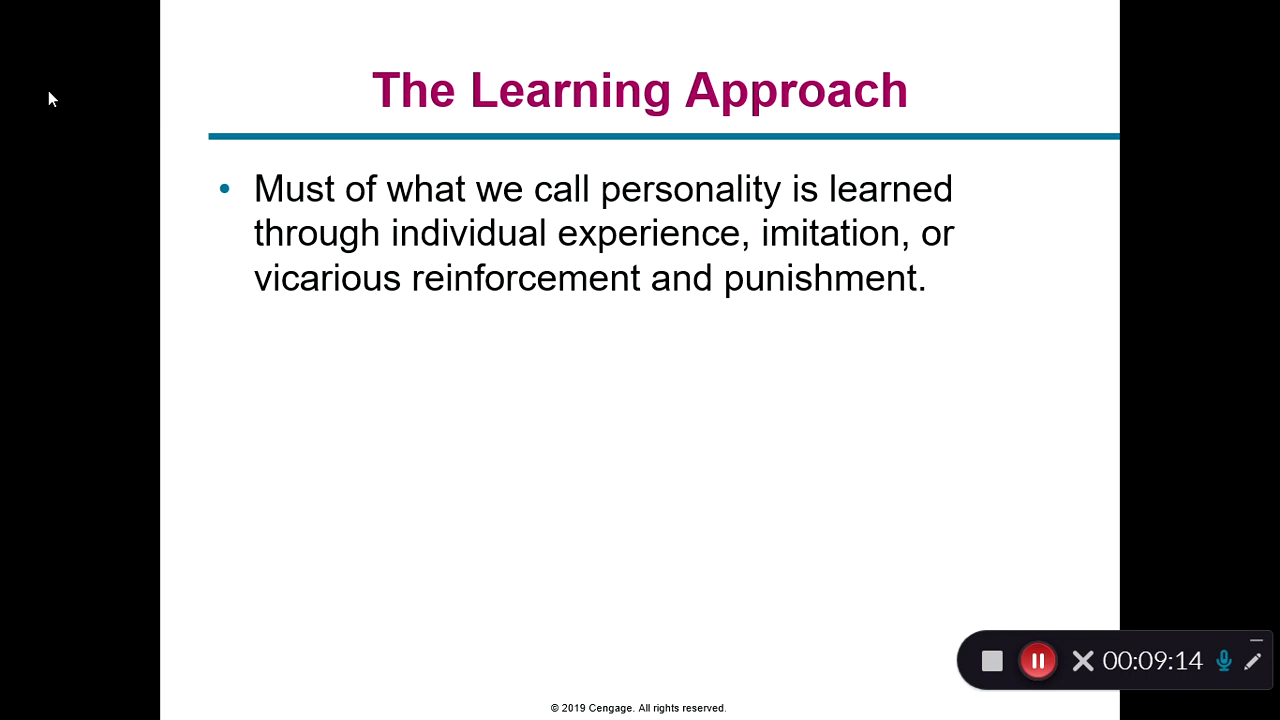 The Learning Approach
• Must of what we call personality is learned
through individual experience, imitation, or
vicarious reinforcement and punishment.
00:09:14
© 2019 Cengage. All rights reserved.